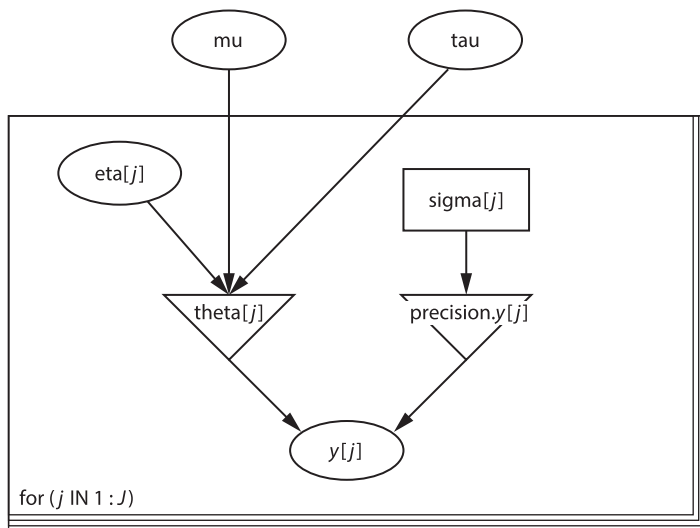 mu
tau
eta[j]
sigma[j]
theta[j]
precision.y[j]
y[j]
for (j IN 1 : J)